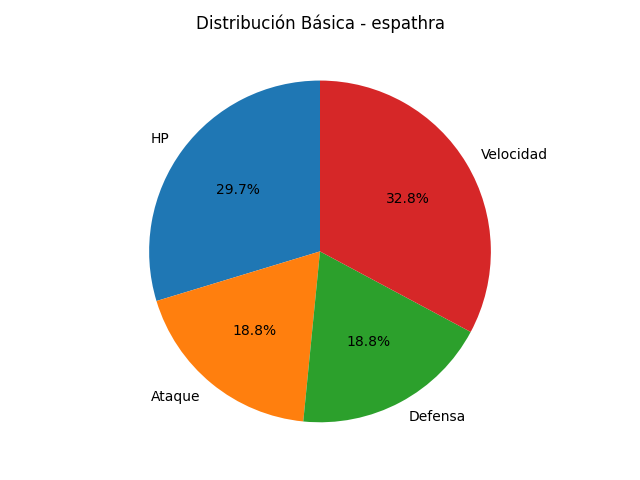 Distribución Básica - espathra
HP
29.7%
Velocidad
32.8%
18.8%
18.8%
Ataque
Defensa